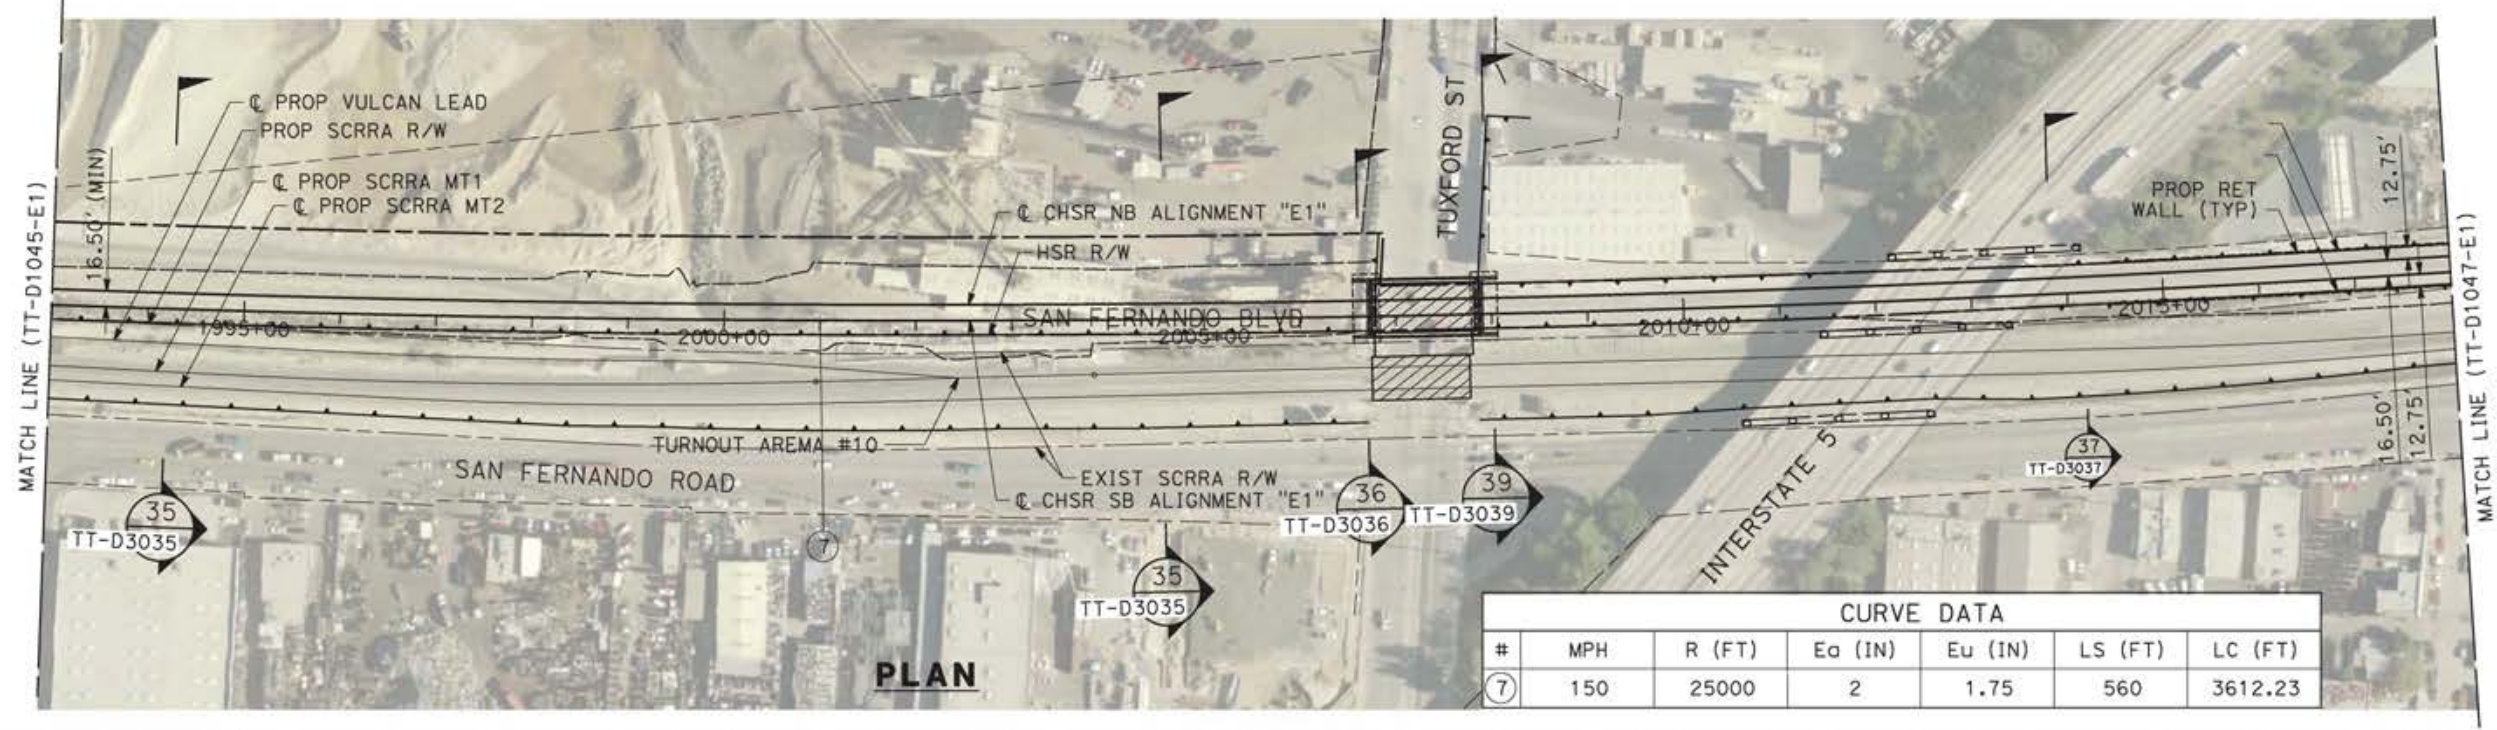 ℄ PROP VULCAN LEAD
PROP SCRRA R/W
℄ PROP SCRRA MT1
℄ PROP SCRRA MT2
16.50' (MIN)
MATCH LINE (TT-D1045-E1)
℄ CHSR NB ALIGNMENT "E1"
HSR R/W
TUXFORD ST
PROP RET
WALL (TYP)
12.75'
MATCH LINE (TT-D1047-E1)
SAN FERNANDO BLVD
1995+00
2000+00
2005+00
2010+00
2015+00
TURNOUT AREMA #10
SAN FERNANDO ROAD
EXIST SCRRA R/W
℄ CHSR SB ALIGNMENT "E1"
16.50'
12.75'
INTERSTATE 5
35
TT-D3035
7
35
TT-D3035
36
TT-D3036
39
TT-D3039
37
TT-D3037
PLAN
CURVE DATA
# MPH R (FT) Ea (IN) Eu (IN) LS (FT) LC (FT)
7 150 25000 2 1.75 560 3612.23